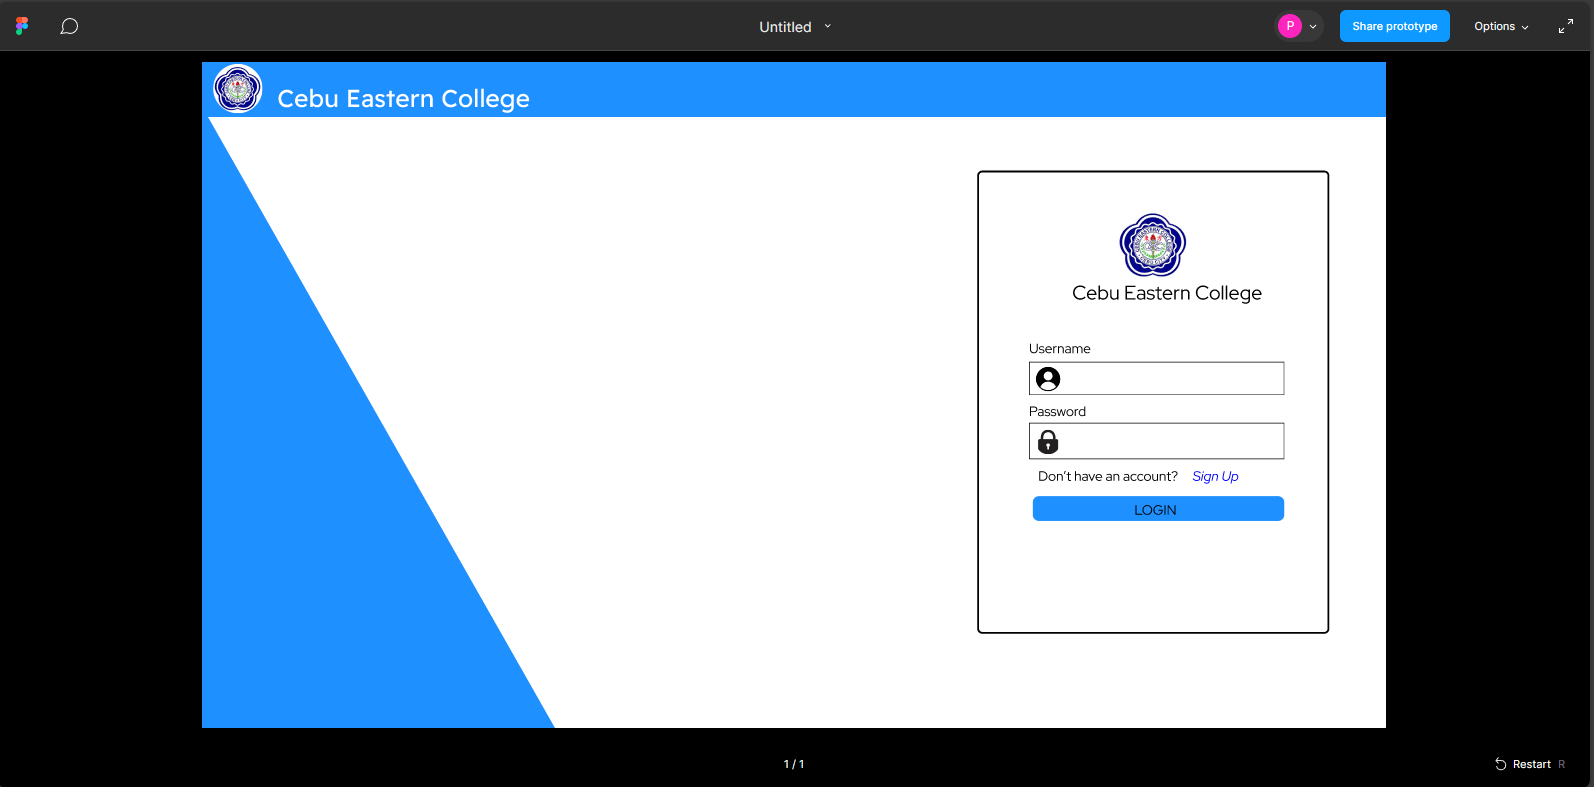 Untitled
P
Share prototype
Options
Cebu Eastern College
Cebu Eastern College
Username
Password
Don't have an account? Sign Up
LOGIN
1 / 1
Restart R